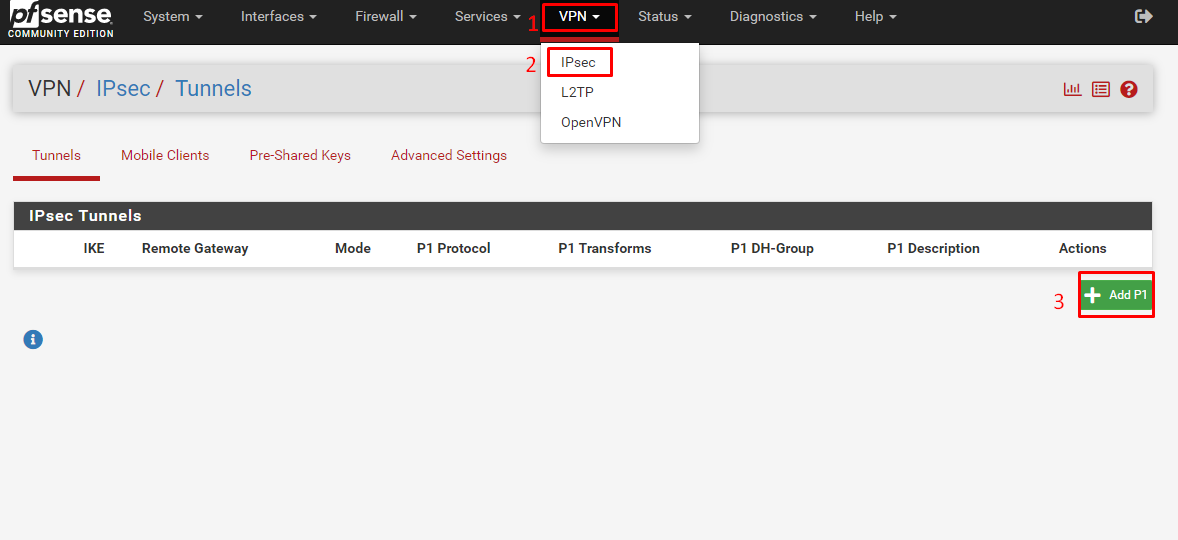 pfsense System Interfaces Firewall Services 1 VPN Status Diagnostics Help
COMMUNITY EDITION
2 IPsec
L2TP
OpenVPN
VPN / IPsec / Tunnels
Tunnels Mobile Clients Pre-Shared Keys Advanced Settings
IPsec Tunnels
IKE Remote Gateway Mode P1 Protocol P1 Transforms P1 DH-Group P1 Description Actions
3 Add P1